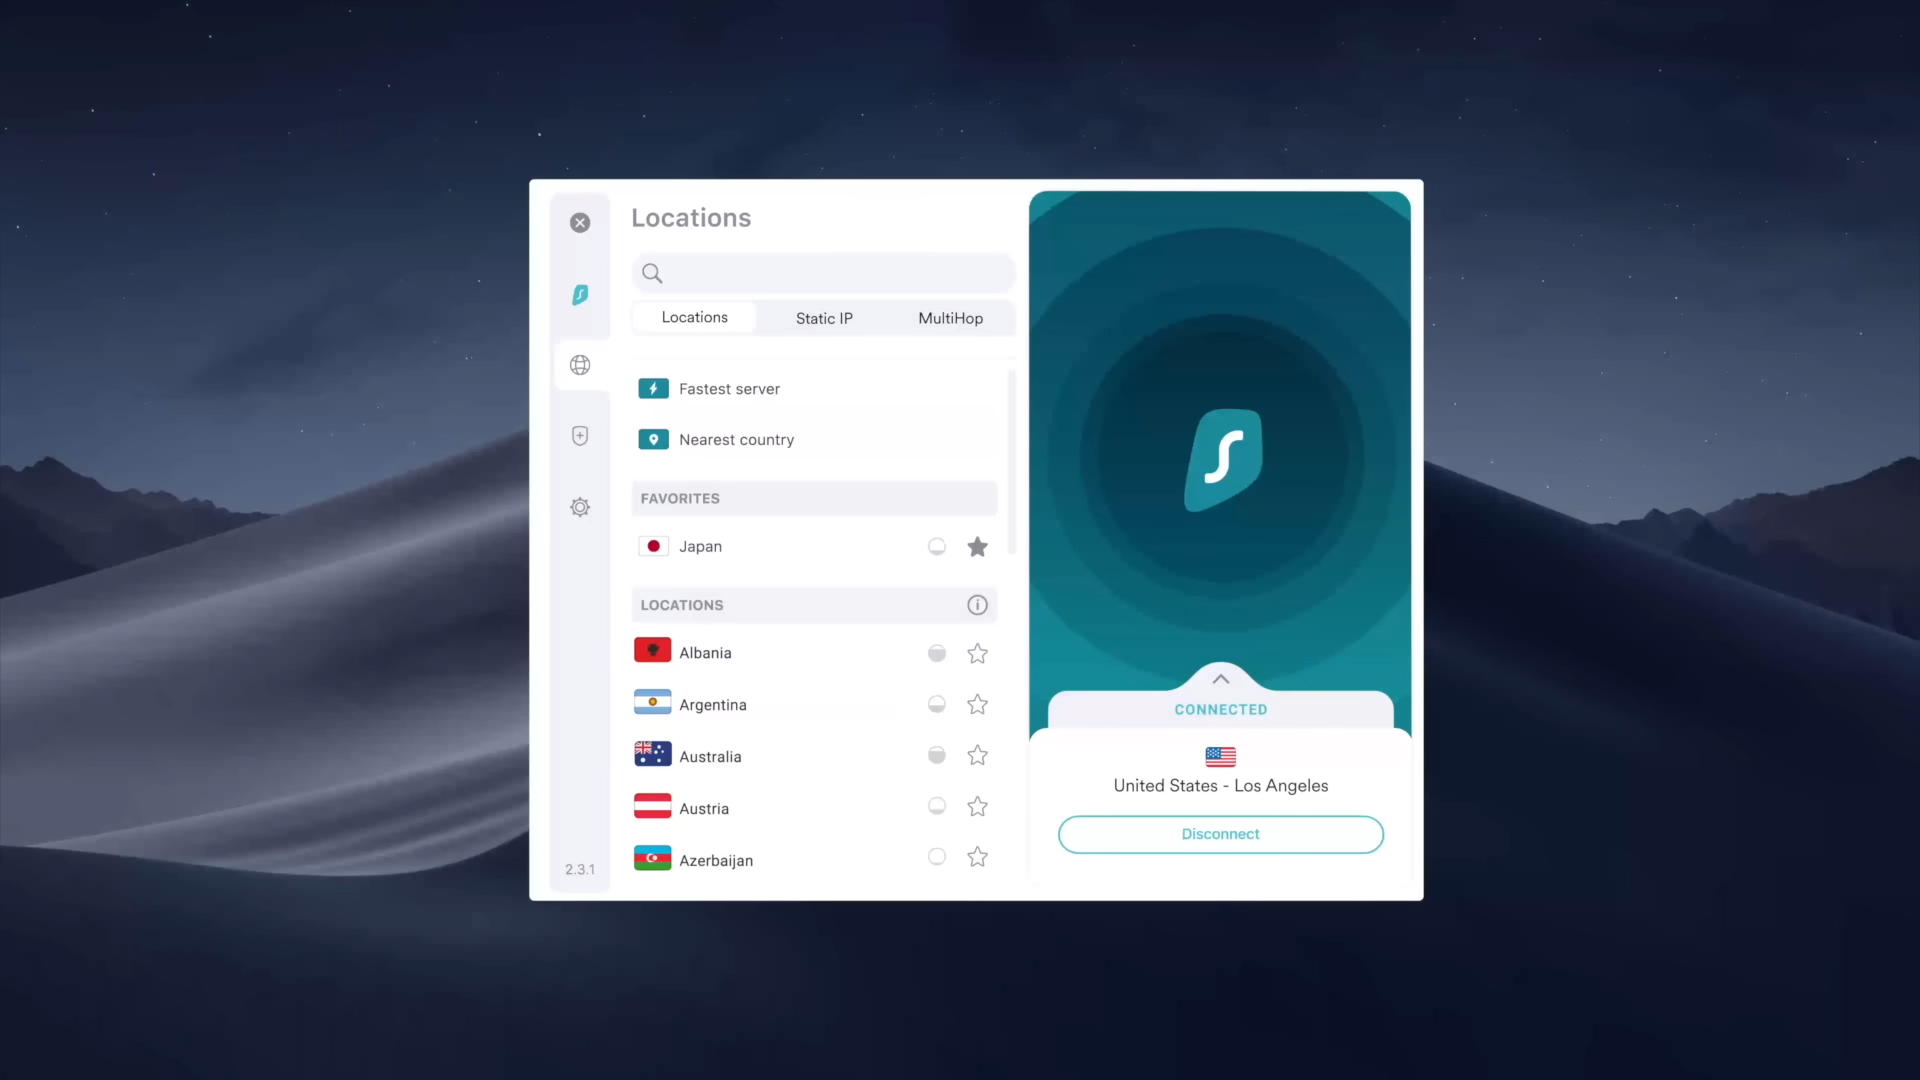 Locations
Locations
Static IP
MultiHop
Fastest server
Nearest country
FAVORITES
Japan
LOCATIONS
Albania
Argentina
Australia
Austria
Azerbaijan
2.3.1
CONNECTED
United States - Los Angeles
Disconnect